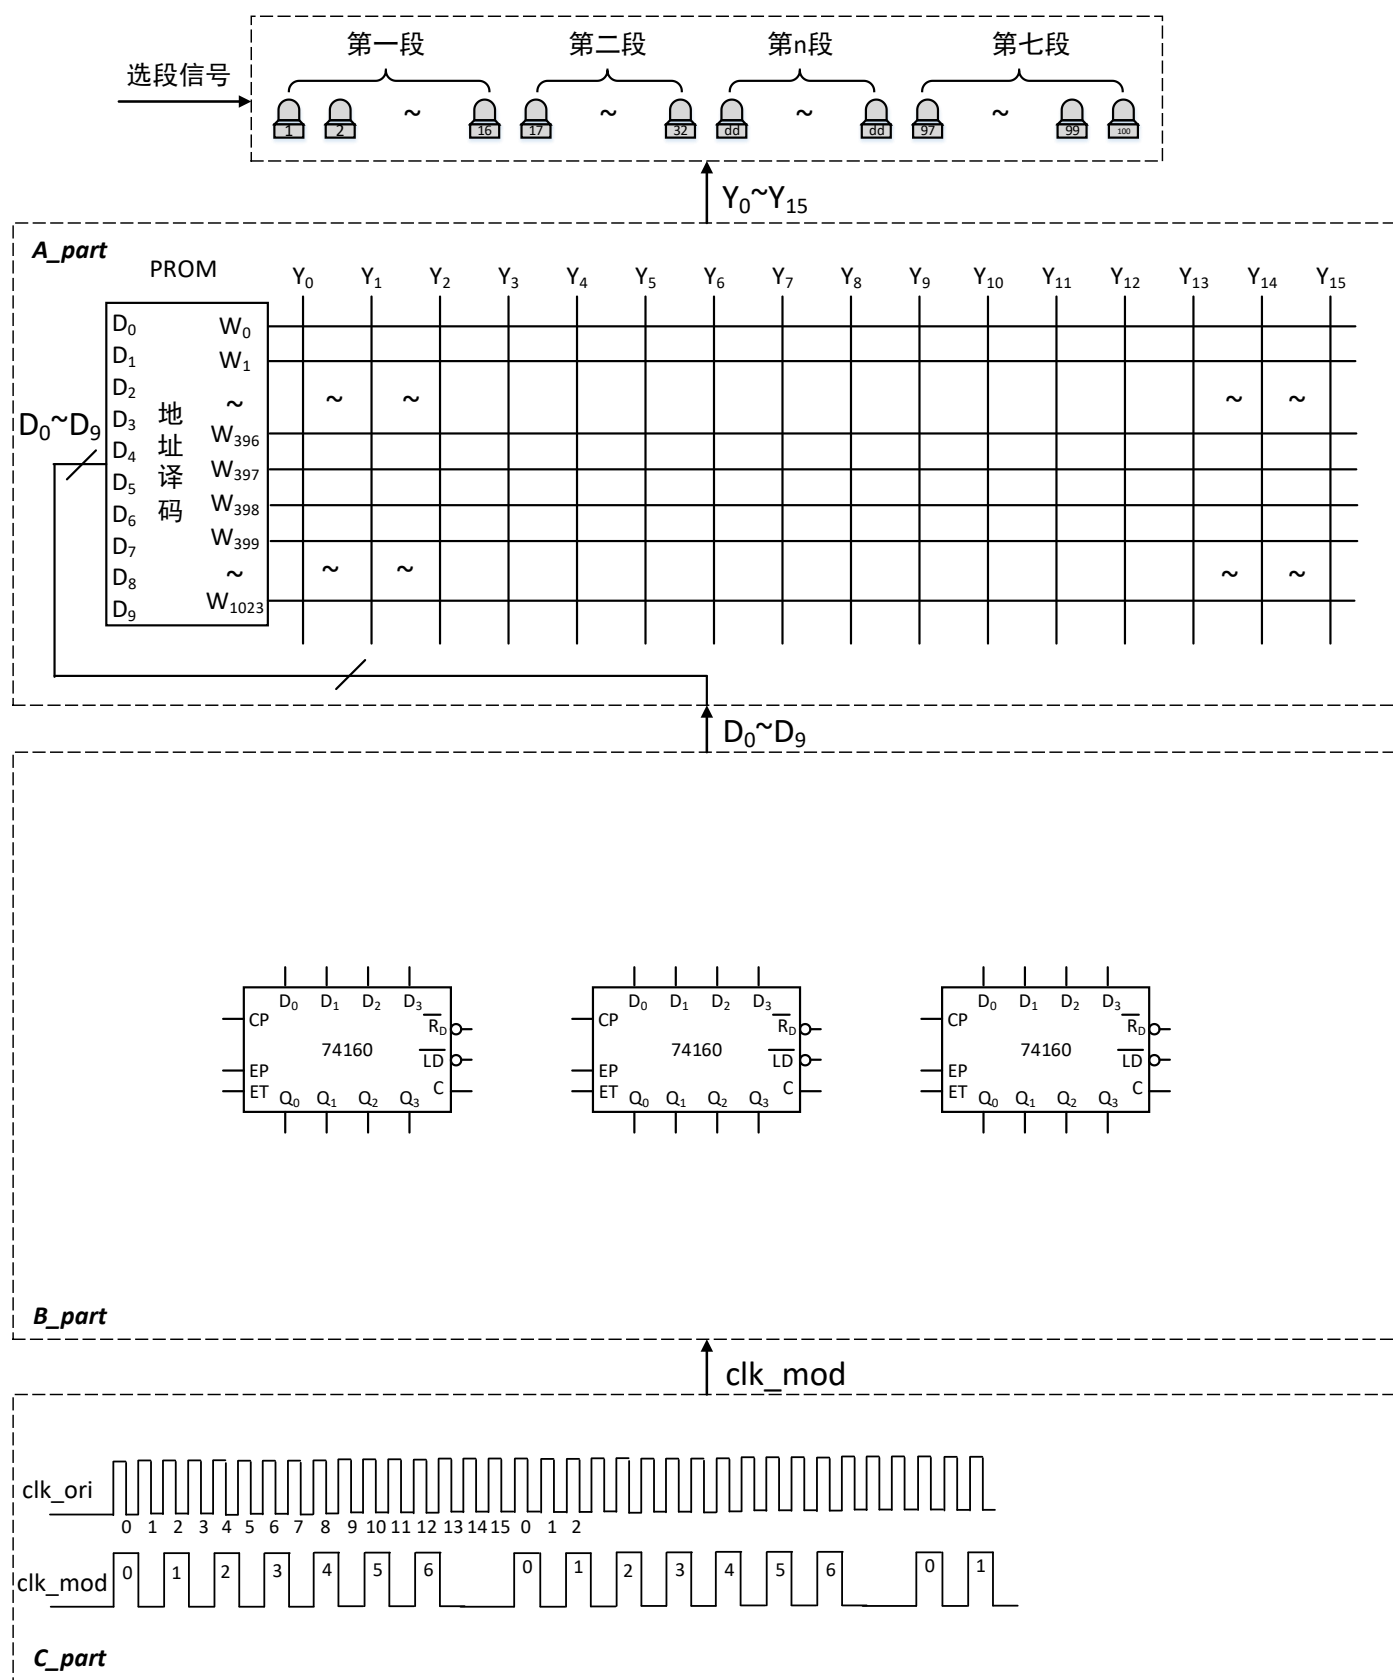 第一段 第二段 第n段 第七段
选段信号
1 2 ~ 16 17 ~ 32 dd ~ dd 97 ~ 99 100
Y0~Y15
A_part
PROM Y0 Y1 Y2 Y3 Y4 Y5 Y6 Y7 Y8 Y9 Y10 Y11 Y12 Y13 Y14 Y15
D0 W0
D1 W1
D2 ~ ~ ~ ~ ~
D0~D9
D3 W396
D4 W397
D5 W398
D6
D7 W399
D8 ~ ~ ~ ~ ~
D9 W1023
地址译码
D0~D9
D0 D1 D2 D3 D0 D1 D2 D3 D0 D1 D2 D3
CP RD CP RD CP RD
74160 74160 74160
LD LD LD
EP EP EP
ET Q0 Q1 Q2 Q3 C ET Q0 Q1 Q2 Q3 C ET Q0 Q1 Q2 Q3 C
B_part
clk_mod
clk_ori
0 1 2 3 4 5 6 7 8 9 10 11 12 13 14 15 0 1 2
clk_mod 0 1 2 3 4 5 6 0 1 2 3 4 5 6 0 1
C_part